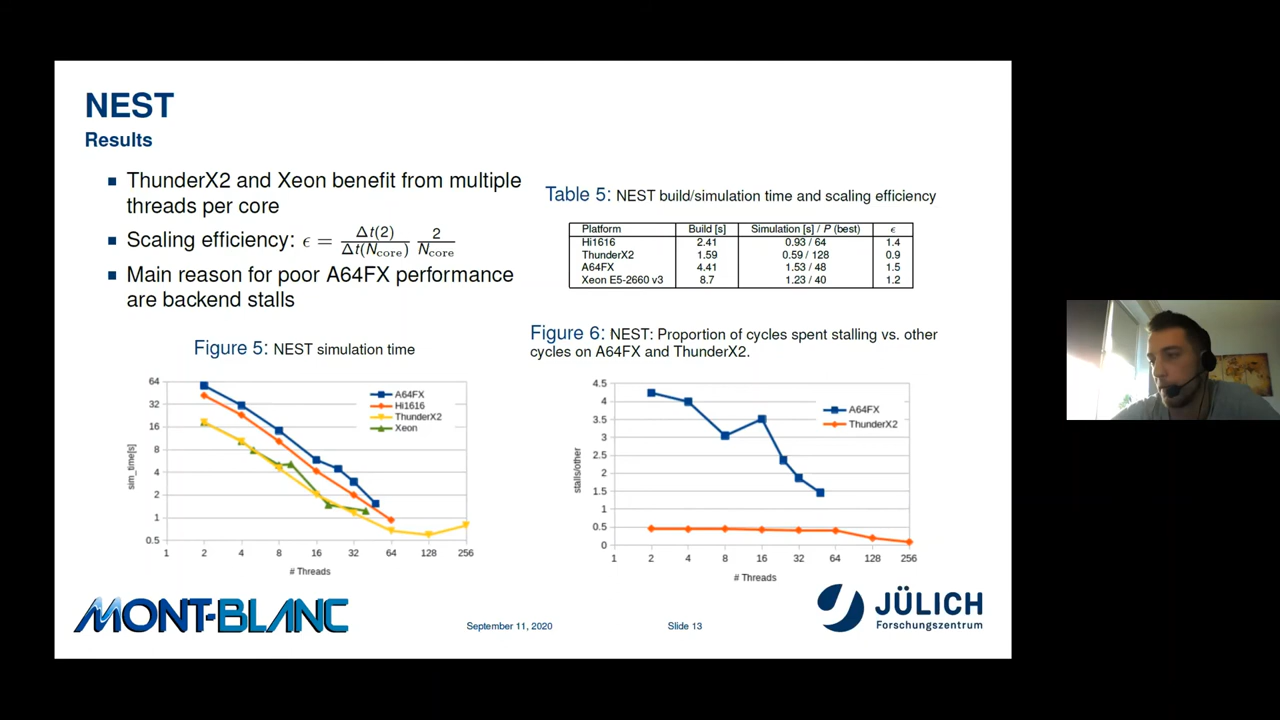 NEST
Results
ThunderX2 and Xeon benefit from multiple
threads per core
Scaling efficiency: ϵ = Δt(2) / Δt(N_core) 2 / N_core
Main reason for poor A64FX performance
are backend stalls
Table 5: NEST build/simulation time and scaling efficiency
Platform Build [s] Simulation [s] / P (best) ϵ
Hi1616 2.41 0.93 / 64 1.4
ThunderX2 1.59 0.59 / 128 0.9
A64FX 4.41 1.53 / 48 1.5
Xeon E5-2660 v3 8.7 1.23 / 40 1.2
Figure 5: NEST simulation time
64
32
16
8
4
2
1
0.5
sim_time[s]
A64FX
Hi1616
ThunderX2
Xeon
1 2 4 8 16 32 64 128 256
# Threads
Figure 6: NEST: Proportion of cycles spent stalling vs. other
cycles on A64FX and ThunderX2.
4.5
4
3.5
3
2.5
2
1.5
1
0.5
0
stalls/other
A64FX
ThunderX2
1 2 4 8 16 32 64 128 256
# Threads
MONT-BLANC
September 11, 2020
Slide 13
JÜLICH
Forschungszentrum